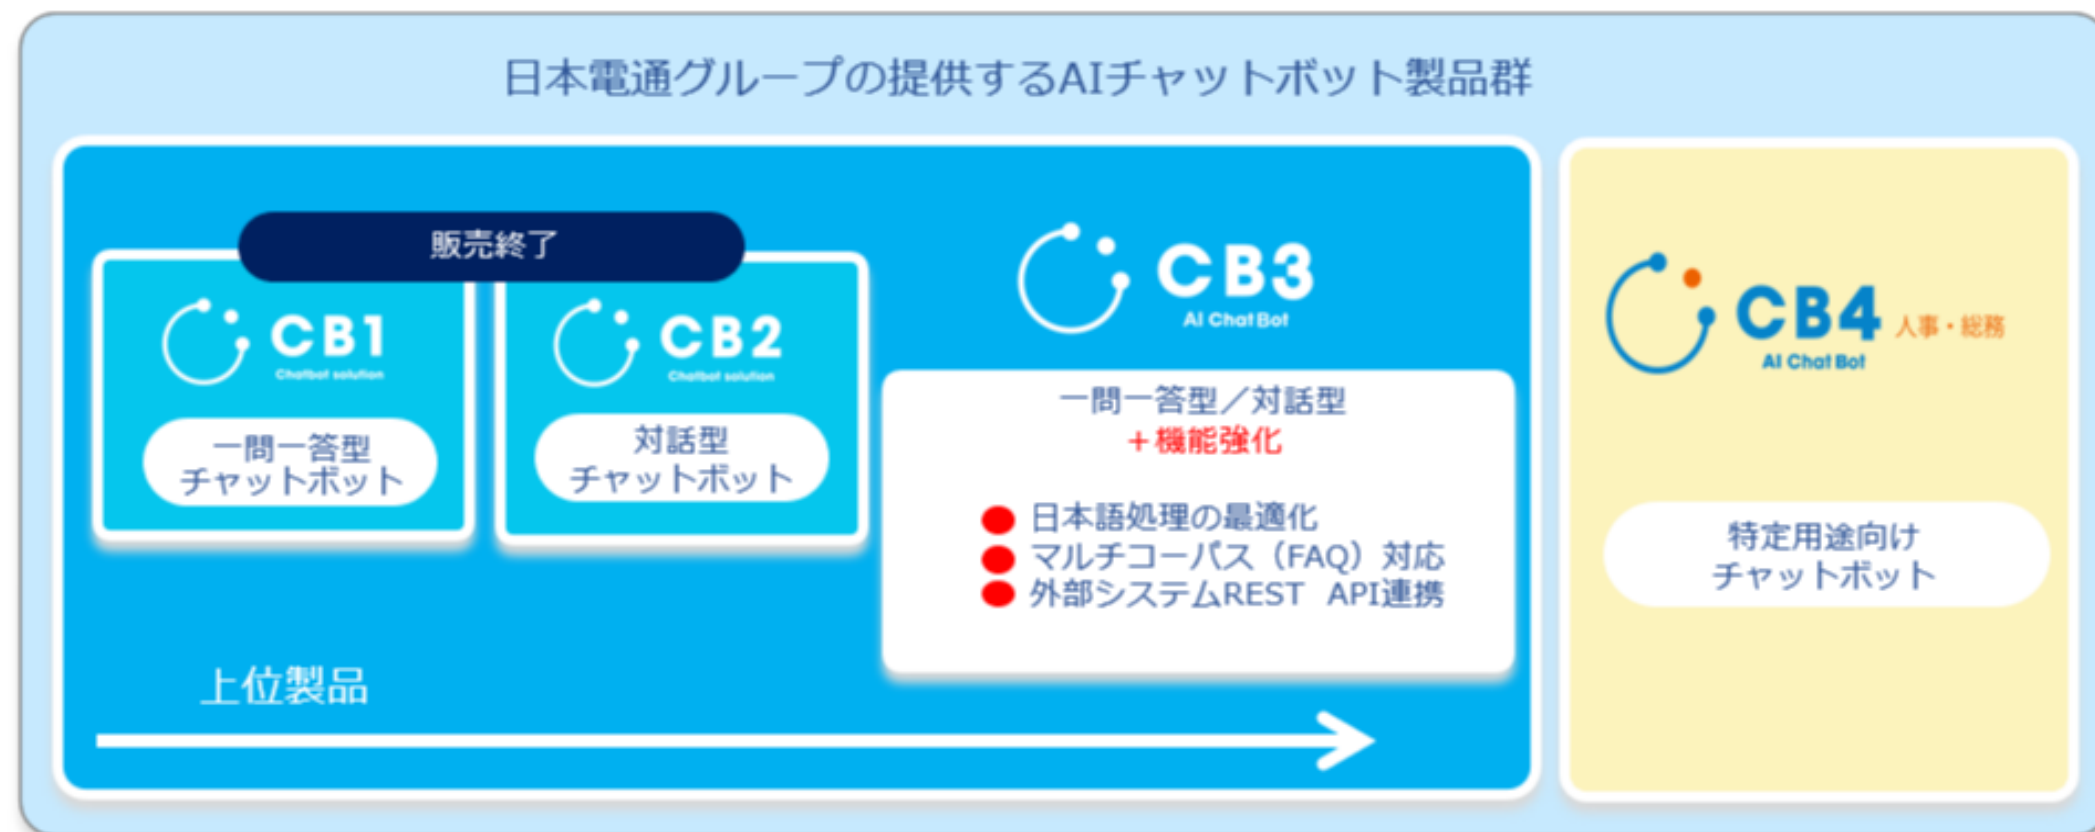 日本電通グループの提供するAIチャットボット製品群
販売終了
CB1
Chatbot solution
一問一答型
チャットボット
CB2
Chatbot solution
対話型
チャットボット
CB3
AI Chat Bot
一問一答型／対話型
＋機能強化
日本語処理の最適化
マルチコーパス（FAQ）対応
外部システムREST API連携
上位製品
CB4 人事・総務
AI Chat Bot
特定用途向け
チャットボット